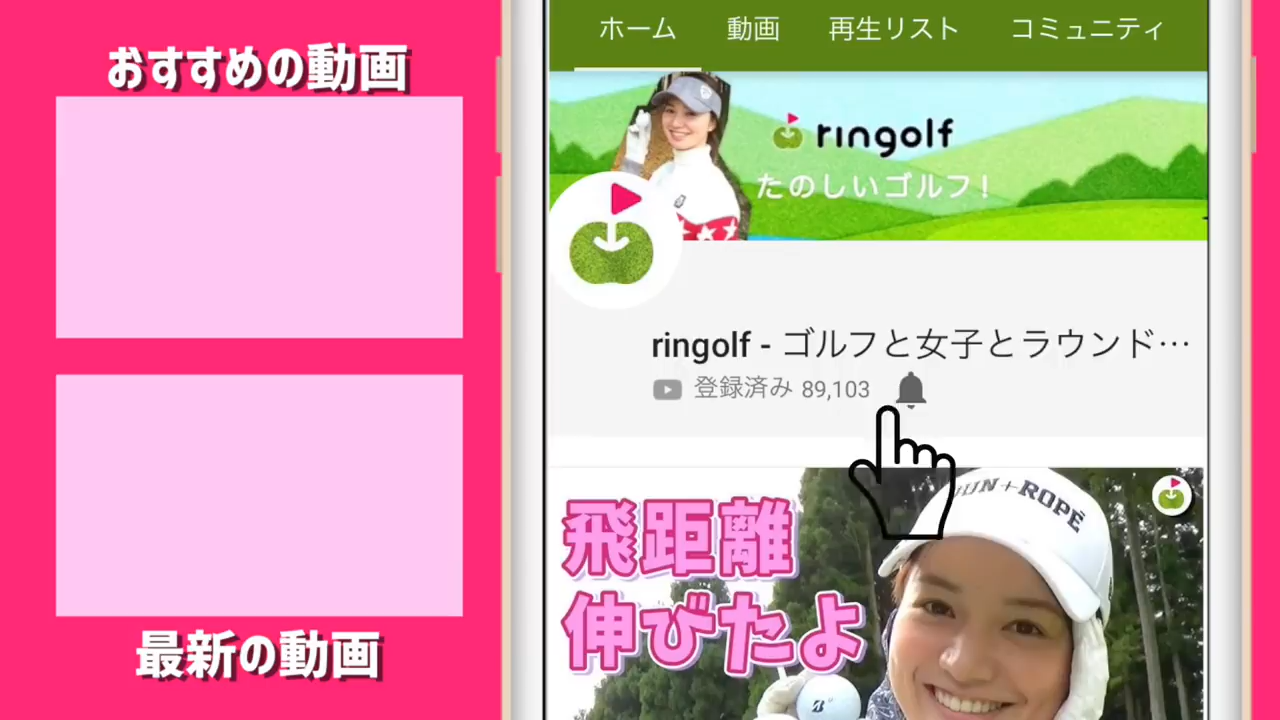 おすすめの動画
最新の動画
ホーム 動画 再生リスト コミュニティ
ringolf
たのしいゴルフ!
ringolf - ゴルフと女子とラウンド…
登録済み 89,103
飛距離
伸びたよ
JUN+ROPÉ
B